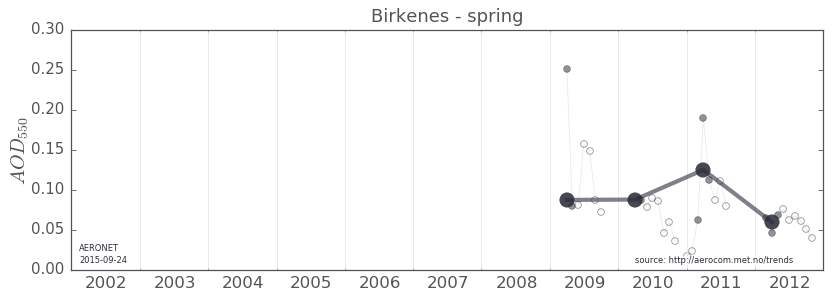 Birkenes - spring
0.30
0.25
0.20
0.15
0.10
0.05
0.00
AOD550
AERONET
2015-09-24
source: http://aerocom.met.no/trends
2002 2003 2004 2005 2006 2007 2008 2009 2010 2011 2012